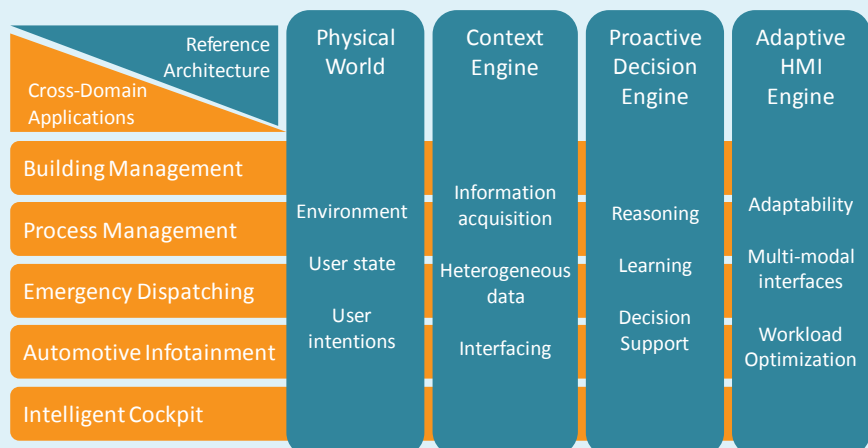 Reference
Architecture
Cross-Domain
Applications
Physical
World
Context
Engine
Proactive
Decision
Engine
Adaptive
HMI
Engine
Building Management
Process Management
Emergency Dispatching
Automotive Infotainment
Intelligent Cockpit
Environment
User state
User
intentions
Information
acquisition
Heterogeneous
data
Interfacing
Reasoning
Learning
Decision
Support
Adaptability
Multi-modal
interfaces
Workload
Optimization